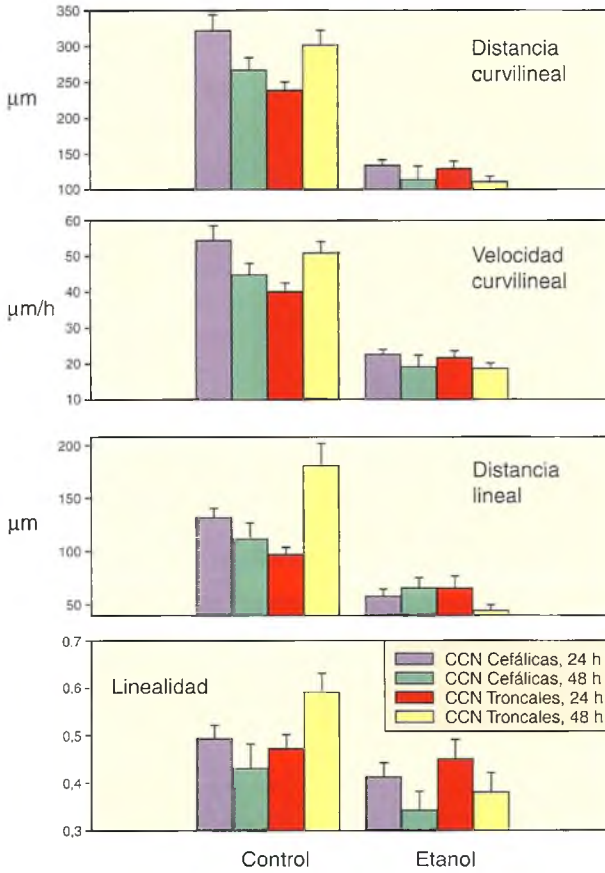 350
300
250
150
100
µm
Distancia
curvilineal
60
50
40
30
20
10
µm/h
Velocidad
curvilineal
200
150
100
50
µm
Distancia
lineal
0.7
0.6
0,5
0,4
0,3
Linealidad
CCN Cefálicas, 24 h
CCN Cefálicas, 48 h
CCN Troncales, 24 h
CCN Troncales, 48 h
Control
Etanol